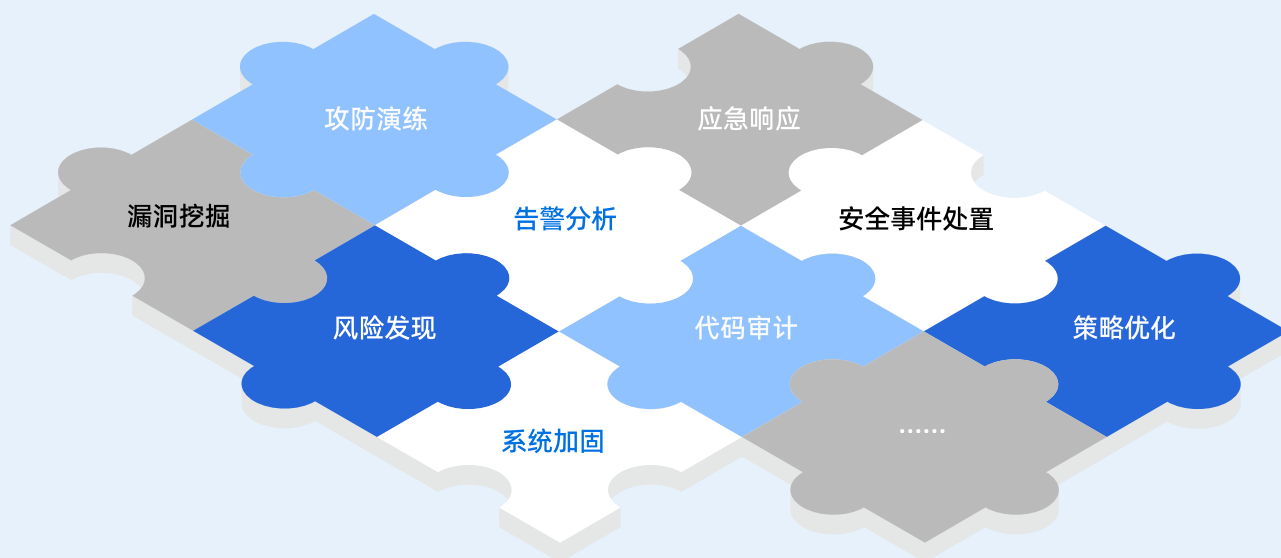 攻防演练
应急响应
漏洞挖掘
告警分析
安全事件处置
风险发现
代码审计
策略优化
系统加固
······